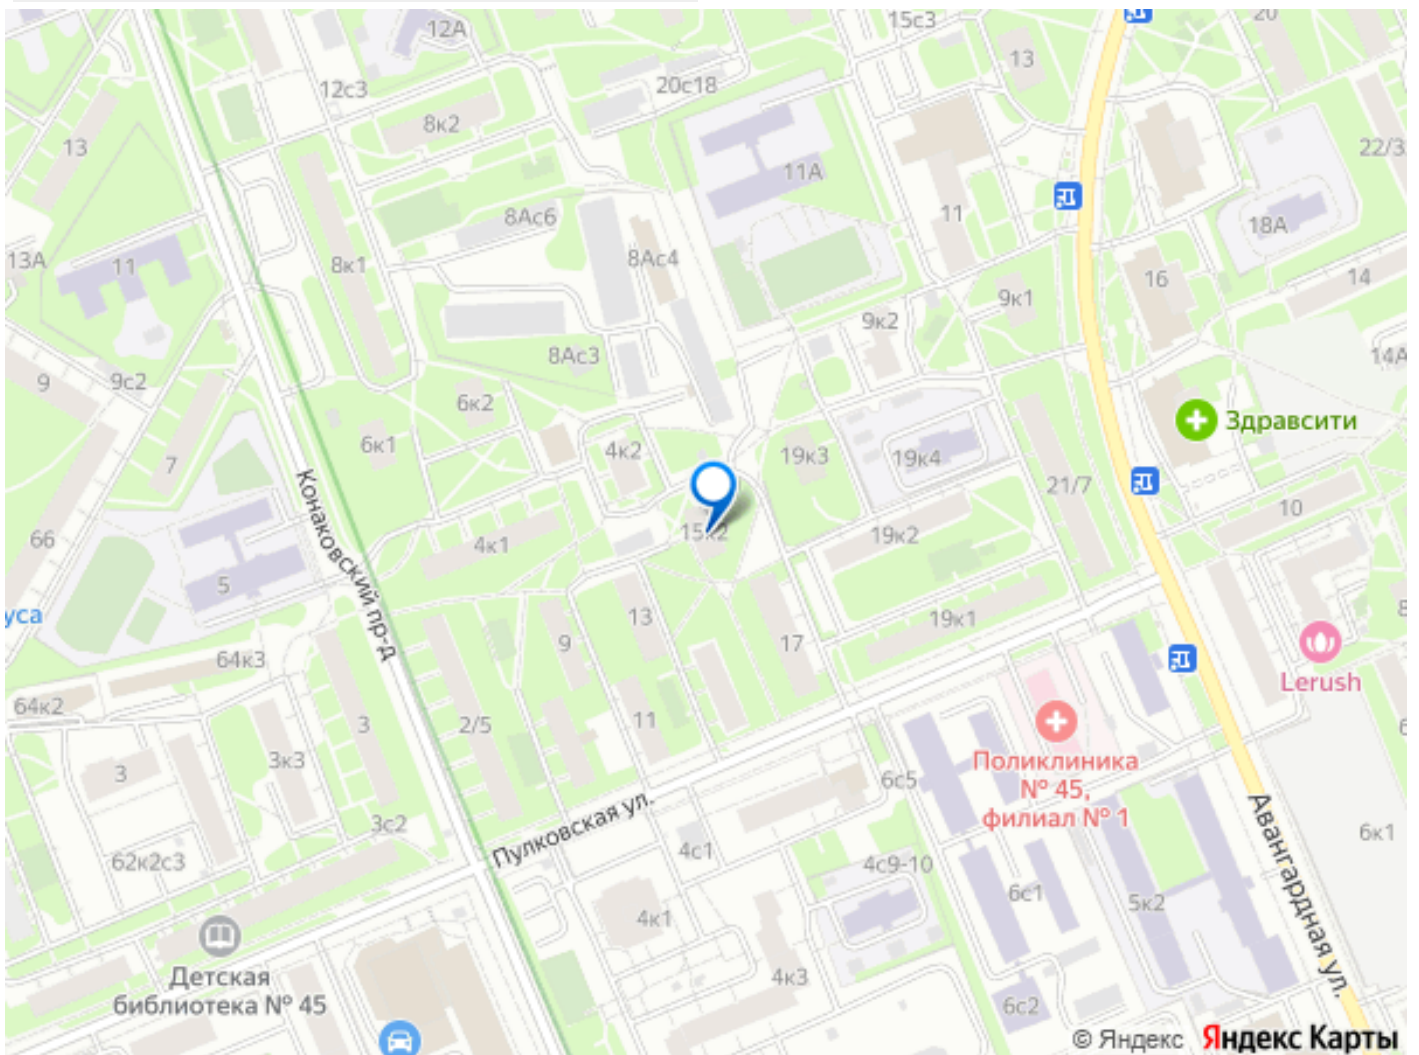 12А
15с3
20
13
12с3
20с18
8к2
13
11А
22/3
11
8Ас6
18А
13А
11
8к1
8Ас4
16
14
9к1
9к2
8Ас3
14А
9
9с2
6к2
Здравсити
6к1
4к2
19к3
19к4
7
21/7
10
Конаковский пр-д
15к2
19к2
66
4к1
5
уса
13
19к1
8
9
17
64к3
Lerush
64к2
3
2/5
11
6
3к3
Поликлиника
№ 45,
филиал № 1
3
6с5
Пулковская ул.
3с2
Авангардная ул.
6к1
62к2с3
4с1
4с9-10
6с1
5к2
4к1
Детская
библиотека № 45
4к3
6с2
© Яндекс Яндекс Карты